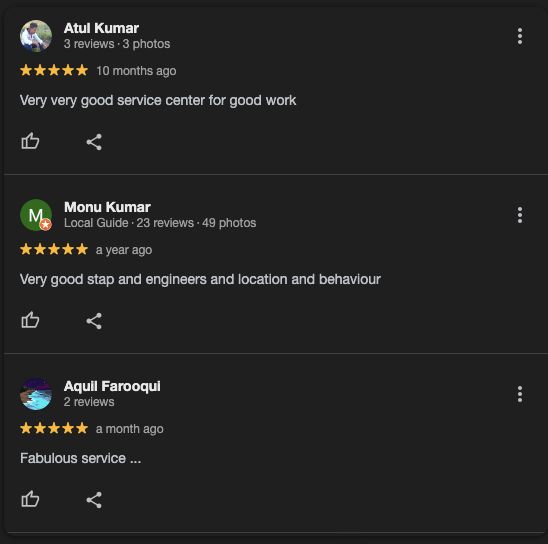 Atul Kumar
3 reviews · 3 photos
10 months ago
Very very good service center for good work
M
Monu Kumar
Local Guide · 23 reviews · 49 photos
a year ago
Very good stap and engineers and location and behaviour
Aquil Farooqui
2 reviews
a month ago
Fabulous service ...